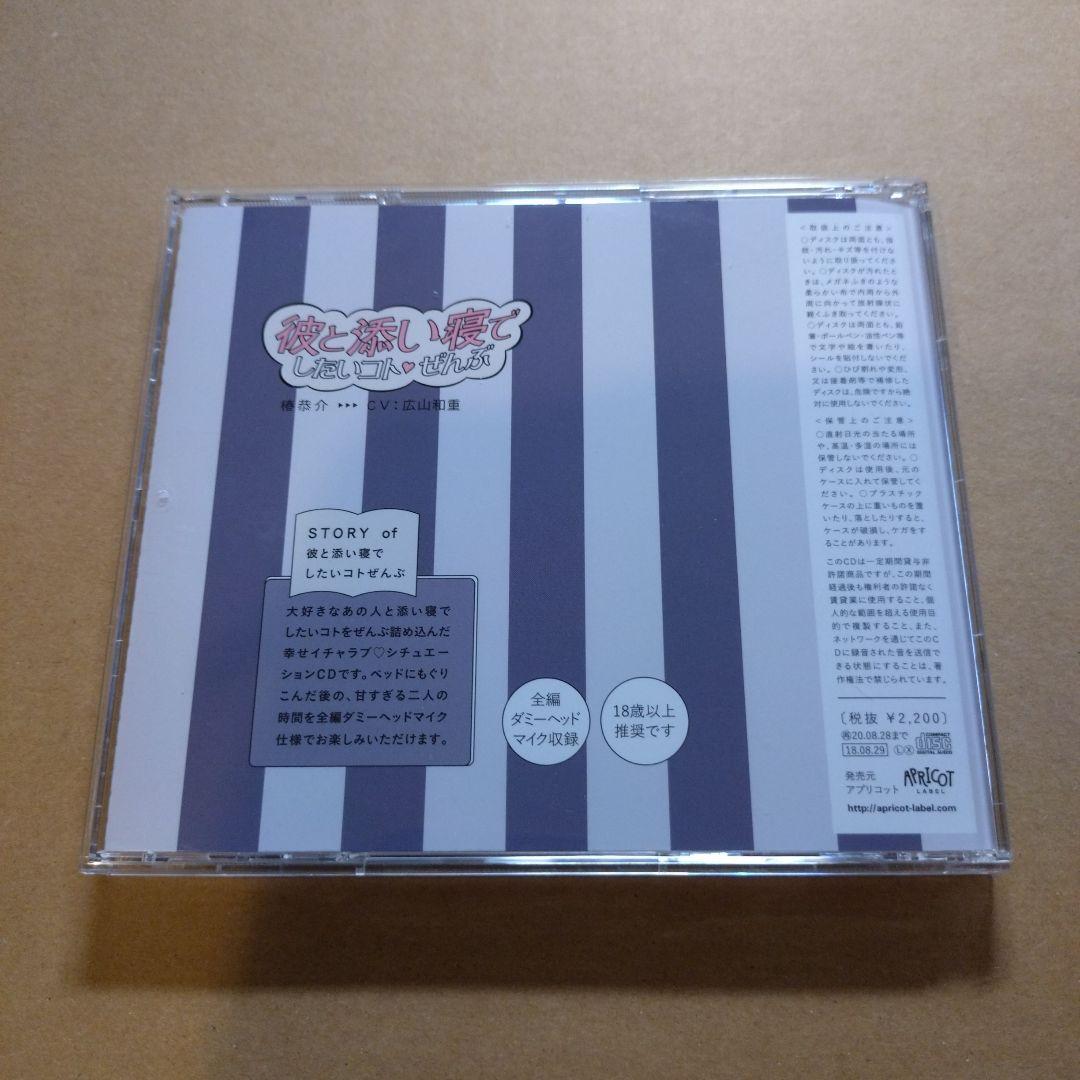 彼と添い寝で
したいコト♥ぜんぶ
椿恭介 ▸▸▸ CV:広山和重
STORY of
彼と添い寝で
したいコトぜんぶ
大好きなあの人と添い寝で
したいコトをぜんぶ詰め込んだ
幸せイチャラブ♡シチュエー
ションCDです。ベッドにもぐり
こんだ後の、甘すぎる二人の
時間を全編ダミーヘッドマイク
仕様でお楽しみいただけます。
全編
ダミーヘッド
マイク収録
18歳以上
推奨です
<取扱上のご注意>
○ディスクは両面とも、指
紋・汚れ・キズ等を付けな
いように取り扱ってくださ
い。○ディスクが汚れたと
きは、メガネふきのような
柔らかい布で内周から外
周に向かって放射線状に
軽くふき取ってください。
○ディスクは両面とも、鉛
筆・ボールペン・油性ペン等
で文字や絵を書いたり、
シールを貼付しないでくだ
さい。○ひび割れや変形、
又は接着剤等で補修した
ディスクは、危険ですから絶
対に使用しないでください。
<保管上のご注意>
○直射日光の当たる場所
や、高温・多湿の場所には
保管しないでください。○
ディスクは使用後、元の
ケースに入れて保管してく
ださい。○プラスチック
ケースの上に重いものを置
いたり、落としたりすると、
ケースが破損し、ケガをす
ることがあります。
このCDは一定期間貸与非
許諾商品ですが、この期間
経過後も権利者の許諾なく
賃貸業に使用すること、個
人的な範囲を超える使用目
的で複製すること、また、
ネットワークを通じてこのC
Dに録音された音を送信で
きる状態にすることは、著
作権法で禁じられています。
〔税抜 ¥2,200〕
㊑20.08.28まで
18.08.29 Ⓛ Ⓧ COMPACT disc DIGITAL AUDIO
発売元
アプリコット
APRICOT
LABEL
http://apricot-label.com